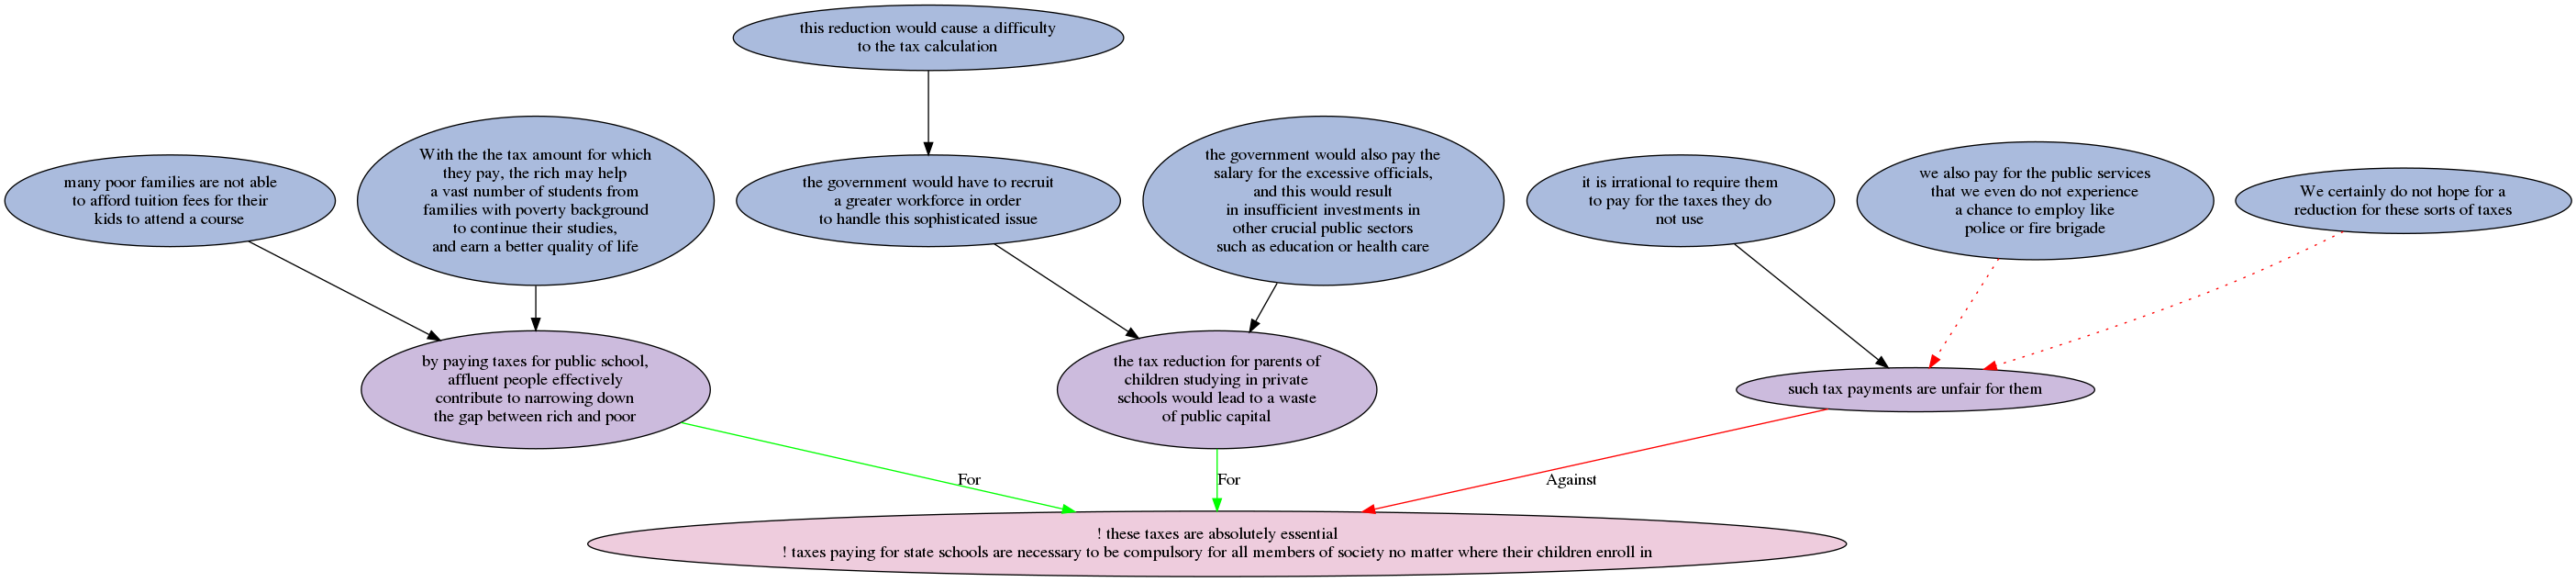 this reduction would cause a difficulty
to the tax calculation
many poor families are not able
to afford tuition fees for their
kids to attend a course
With the the tax amount for which
they pay, the rich may help
a vast number of students from
families with poverty background
to continue their studies,
and earn a better quality of life
the government would have to recruit
a greater workforce in order
to handle this sophisticated issue
the government would also pay the
salary for the excessive officials,
and this would result
in insufficient investments in
other crucial public sectors
such as education or health care
it is irrational to require them
to pay for the taxes they do
not use
we also pay for the public services
that we even do not experience
a chance to employ like
police or fire brigade
We certainly do not hope for a
reduction for these sorts of taxes
by paying taxes for public school,
affluent people effectively
contribute to narrowing down
the gap between rich and poor
the tax reduction for parents of
children studying in private
schools would lead to a waste
of public capital
such tax payments are unfair for them
For
For
Against
! these taxes are absolutely essential
! taxes paying for state schools are necessary to be compulsory for all members of society no matter where their children enroll in